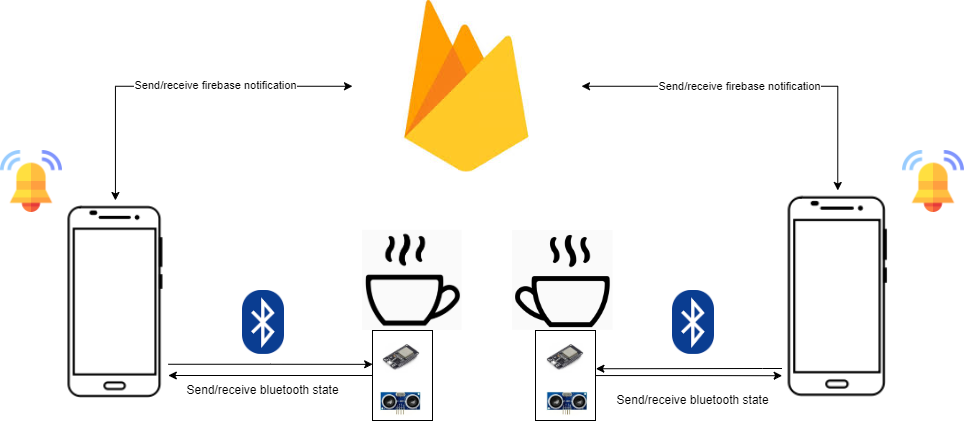 Send/receive firebase notification
Send/receive firebase notification
Send/receive bluetooth state
Send/receive bluetooth state